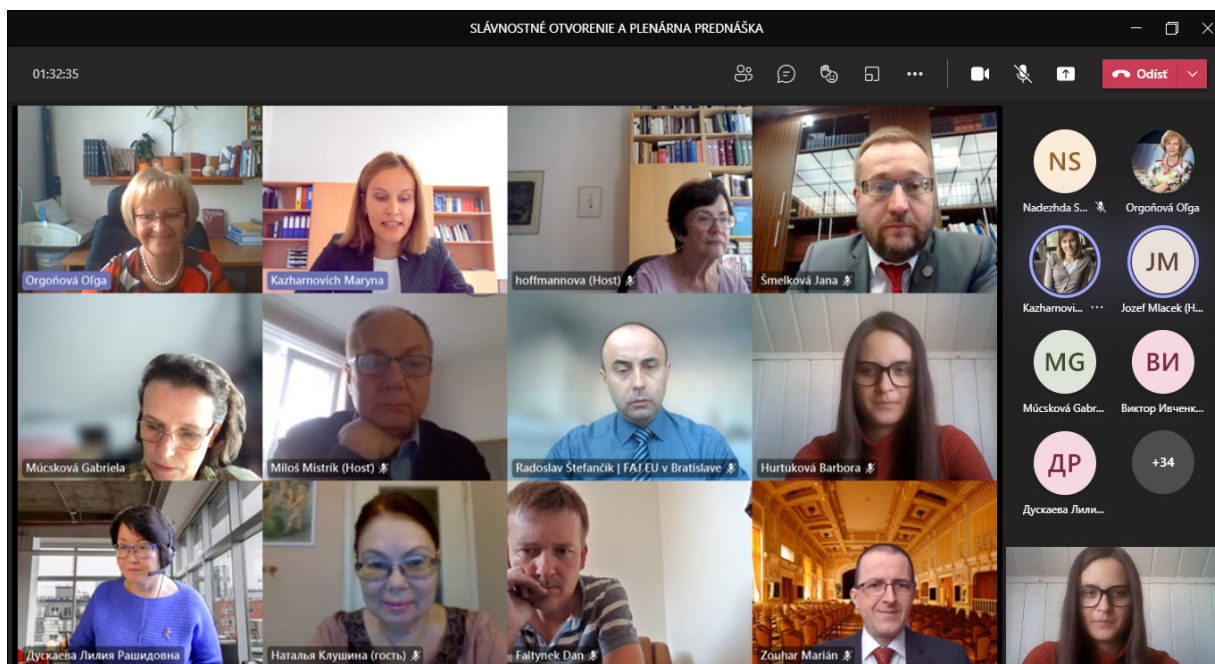 SLÁVNOSTNÉ OTVORENIE A PLENÁRNA PREDNÁŠKA
01:32:35
Odísť
Orgoňová Oľga
Kazharnovich Maryna
hoffmannova (Host)
Šmelková Jana
NS
Nadezhda S...
Orgoňová Oľga
JM
Kazharnovi...
Jozef Mlacek (H...
Múcsková Gabriela
Miloš Mistrík (Host)
Radoslav Štefančík | FAJ EU v Bratislave
Hurtuková Barbora
MG
ВИ
Múcsková Gabr...
Виктор Ивченк...
ДР
+34
Дускаева Лили...
Дускаева Лилия Рашидовна
Наталья Клушина (гость)
Faltynek Dan
Zouhar Marián